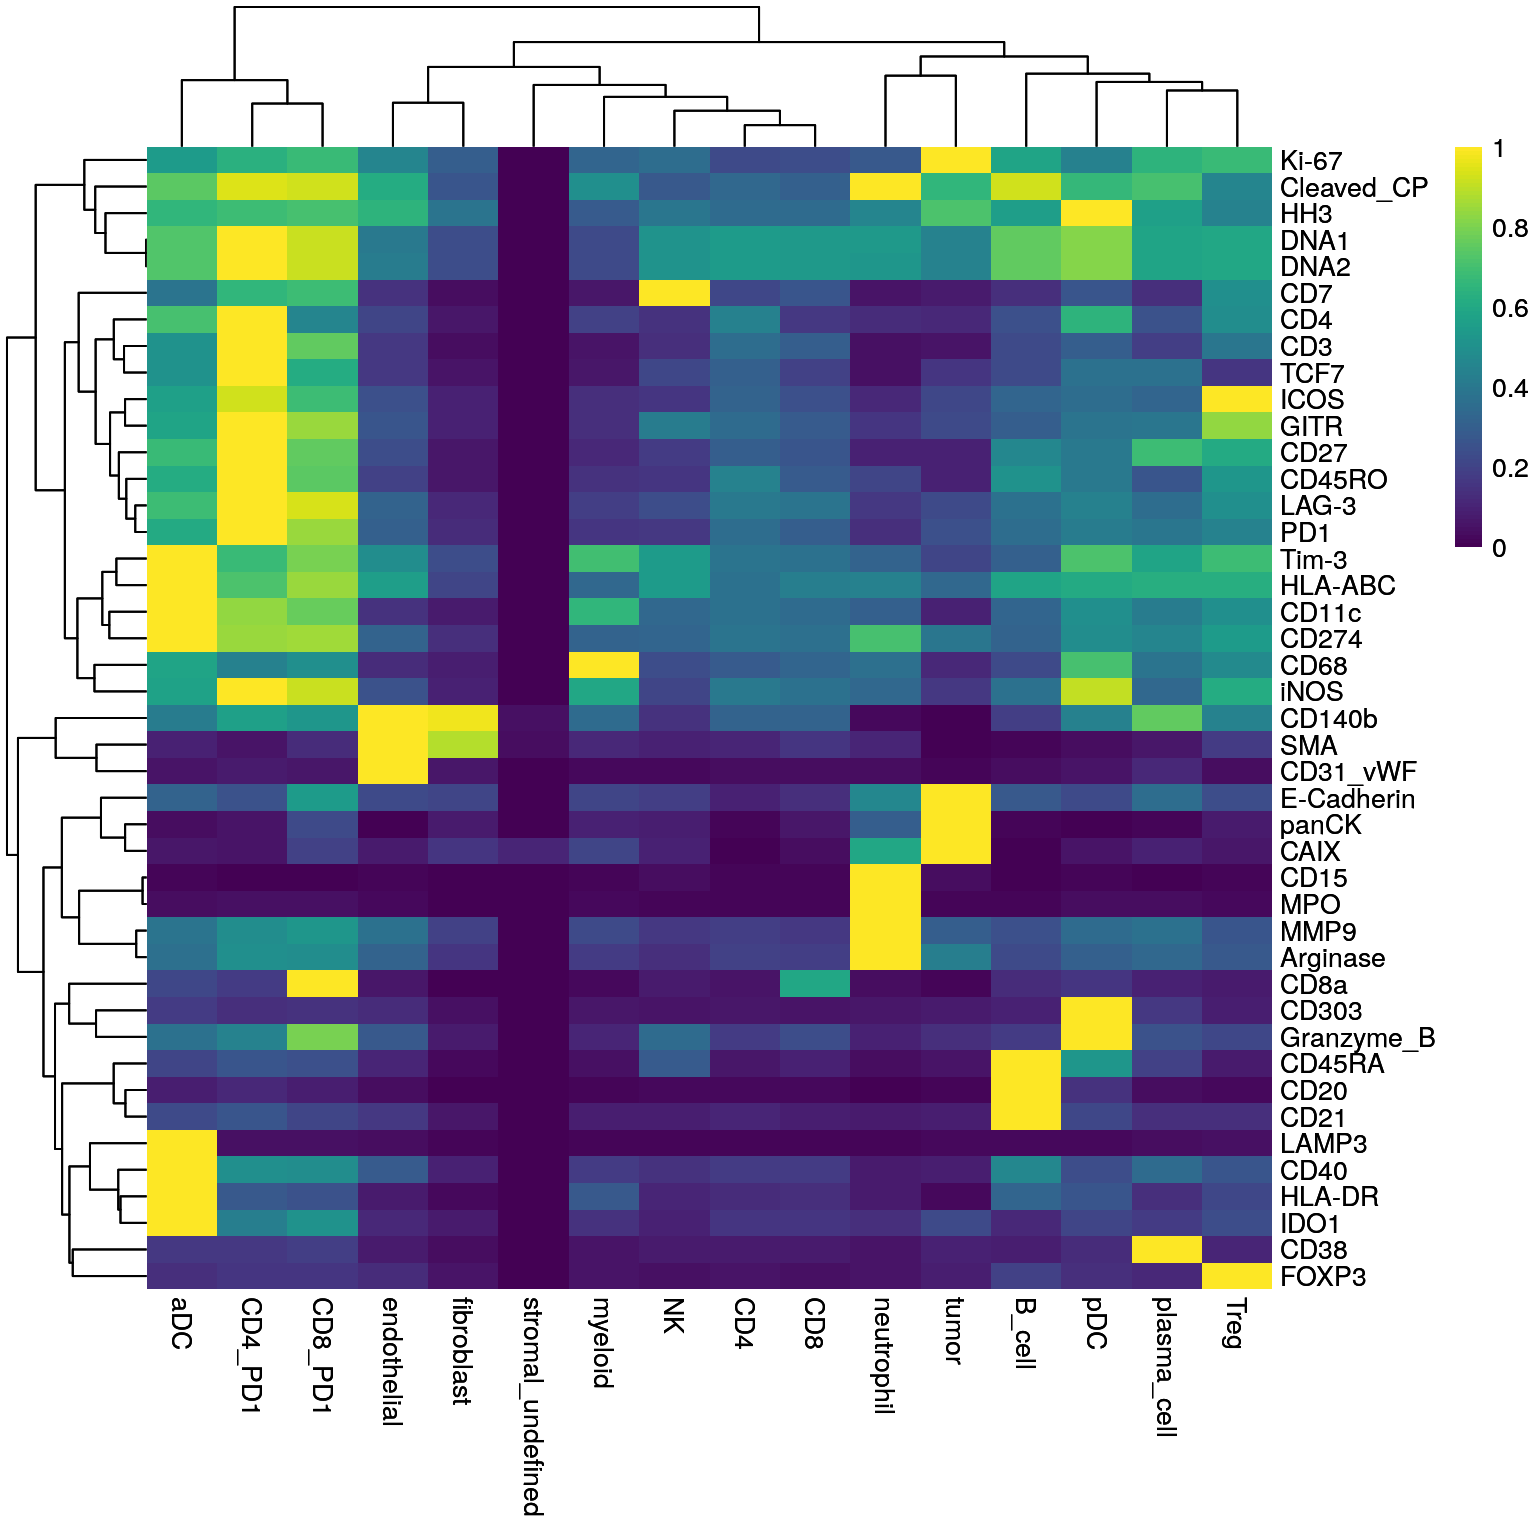 Ki-67
Cleaved_CP
HH3
DNA1
DNA2
CD7
CD4
CD3
TCF7
ICOS
GITR
CD27
CD45RO
LAG-3
PD1
Tim-3
HLA-ABC
CD11c
CD274
CD68
iNOS
CD140b
SMA
CD31_vWF
E-Cadherin
panCK
CAIX
CD15
MPO
MMP9
Arginase
CD8a
CD303
Granzyme_B
CD45RA
CD20
CD21
LAMP3
CD40
HLA-DR
IDO1
CD38
FOXP3
1
0.8
0.6
0.4
0.2
0
aDC
CD4_PD1
CD8_PD1
endothelial
fibroblast
stromal_undefined
myeloid
NK
CD4
CD8
neutrophil
tumor
B_cell
pDC
plasma_cell
Treg